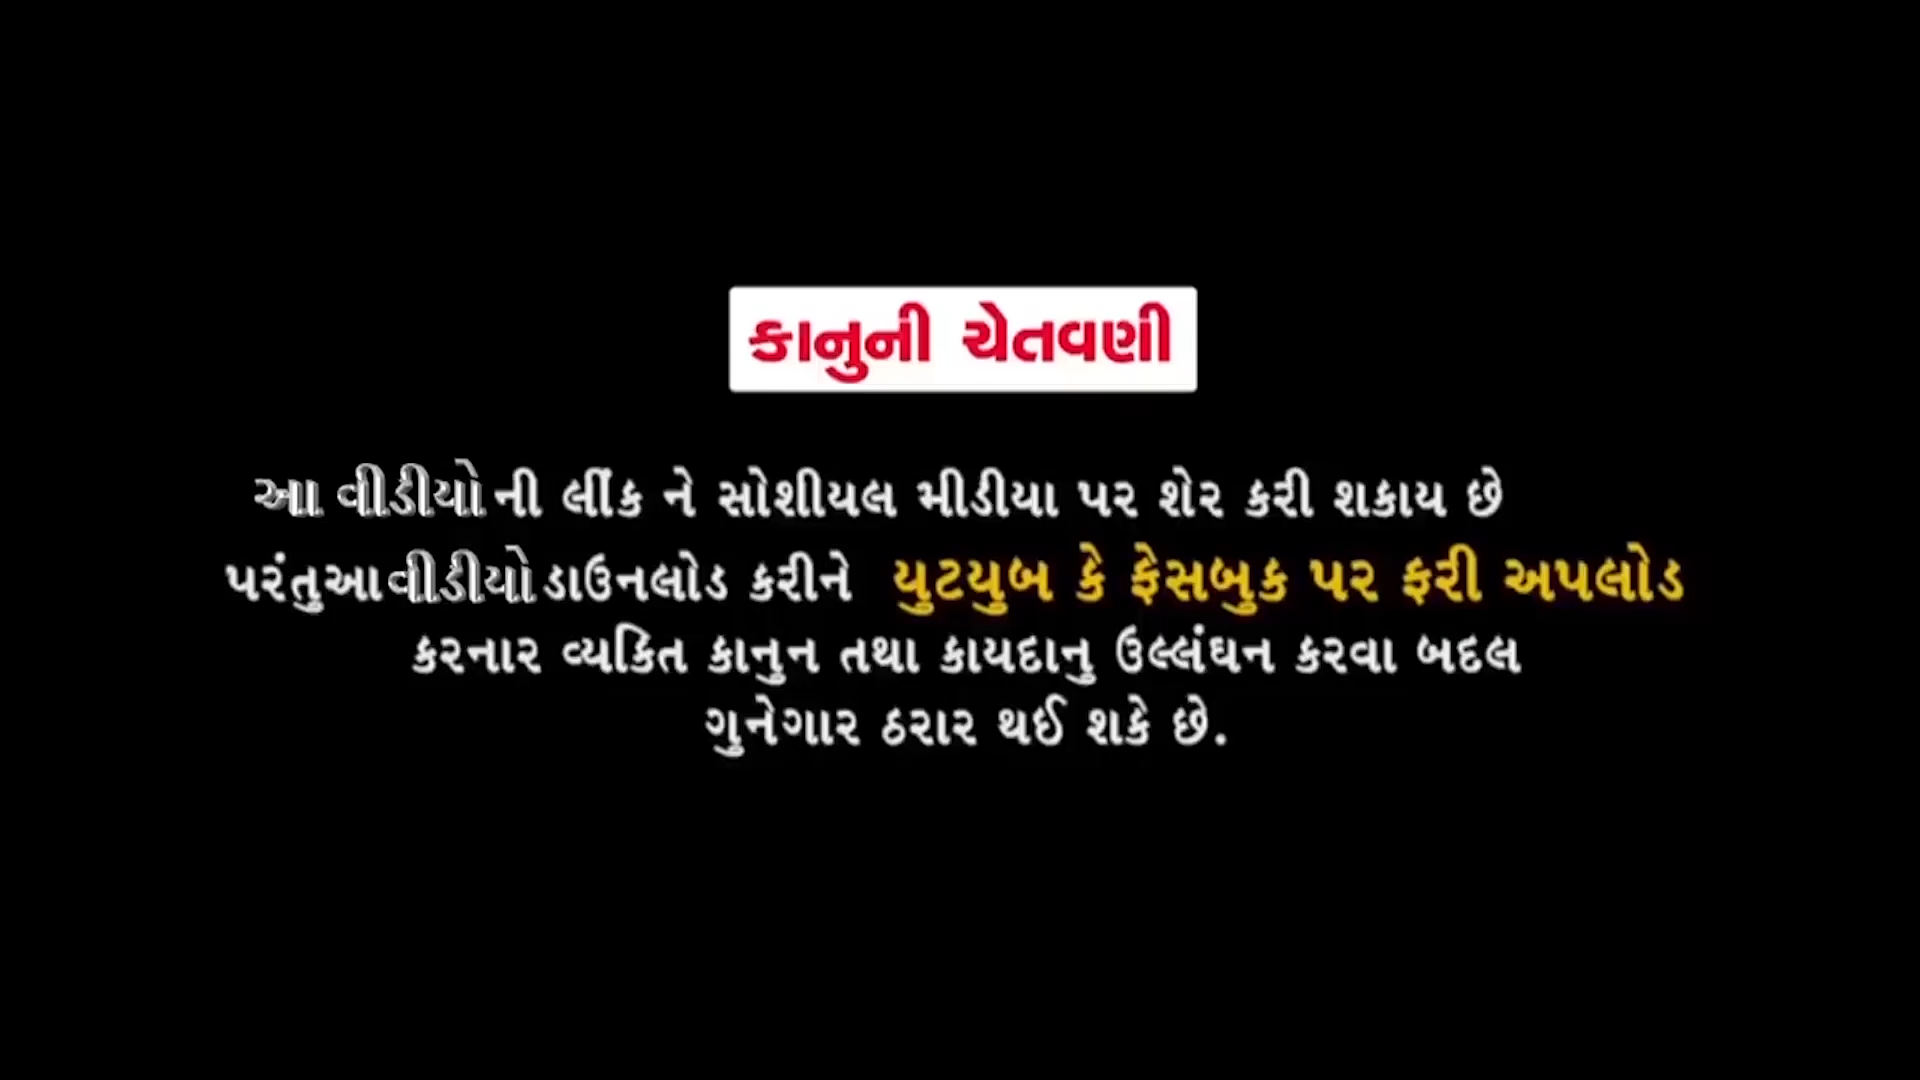 કાનુની ચેતવણી
આ વીડીયો ની લીંક ને સોશીયલ મીડીયા પર શેર કરી શકાય છે
પરંતુ આ વીડીયો ડાઉનલોડ કરીને યુટયુબ કે ફેસબુક પર ફરી અપલોડ
કરનાર વ્યકિત કાનુન તથા કાયદાનુ ઉલ્લંઘન કરવા બદલ
ગુનેગાર ઠરાર થઈ શકે છે.